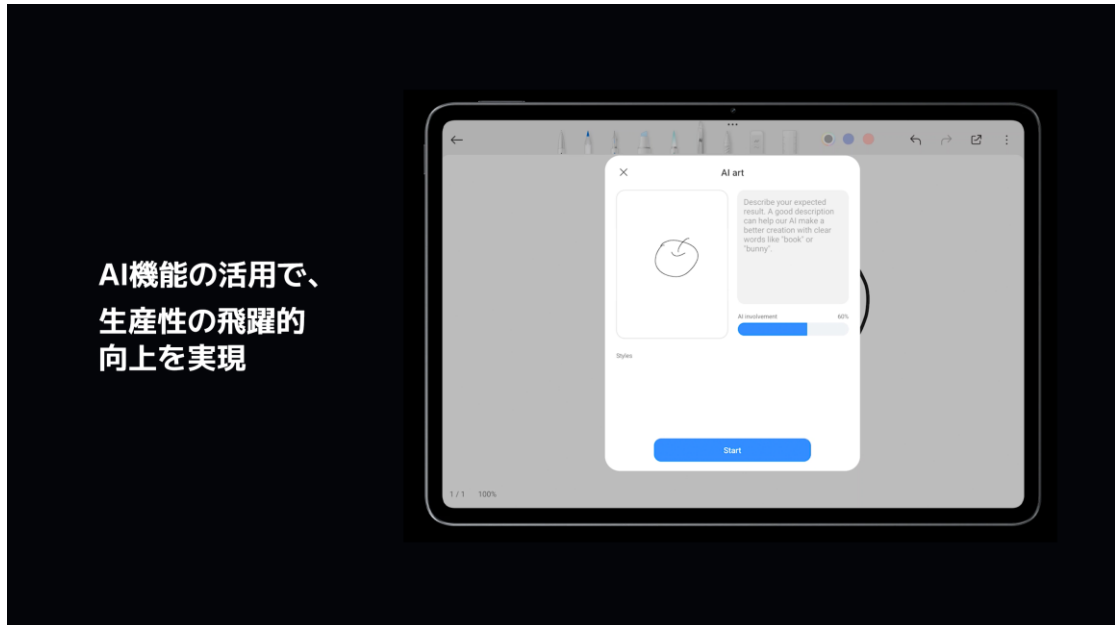 AI機能の活用で、
生産性の飛躍的
向上を実現
AI art
Describe your expected
result. A good description
can help our AI make a
better creation with clear
words like "book" or
"bunny".
AI involvement 60%
Styles
Start
1 / 1 100%